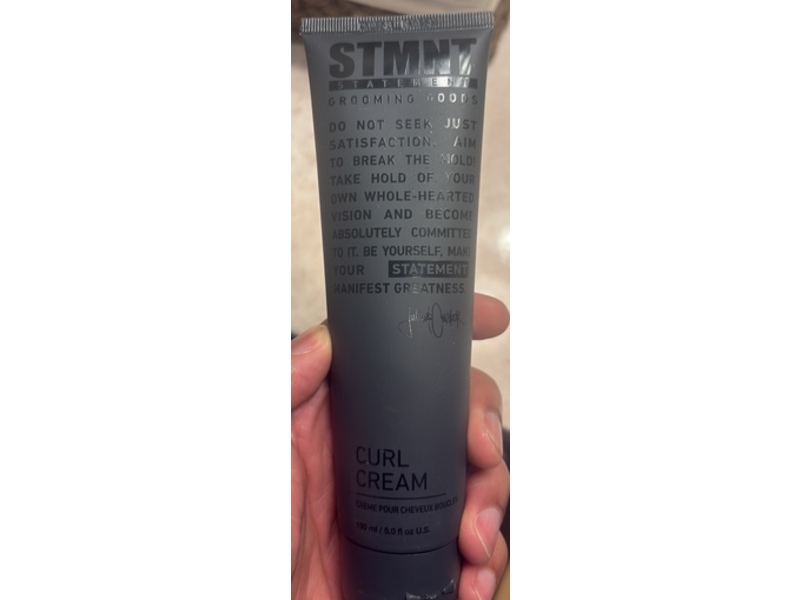 STMNT
STATEMENT
GROOMING GOODS
DO NOT SEEK JUST
SATISFACTION. AIM
TO BREAK THE MOLD!
TAKE HOLD OF YOUR
OWN WHOLE-HEARTED
VISION AND BECOME
ABSOLUTELY COMMITTED
TO IT. BE YOURSELF, MAKE
YOUR STATEMENT
MANIFEST GREATNESS.
CURL
CREAM
CRÈME POUR CHEVEUX BOUCLÉS
150 ml / 5.0 fl oz U.S.